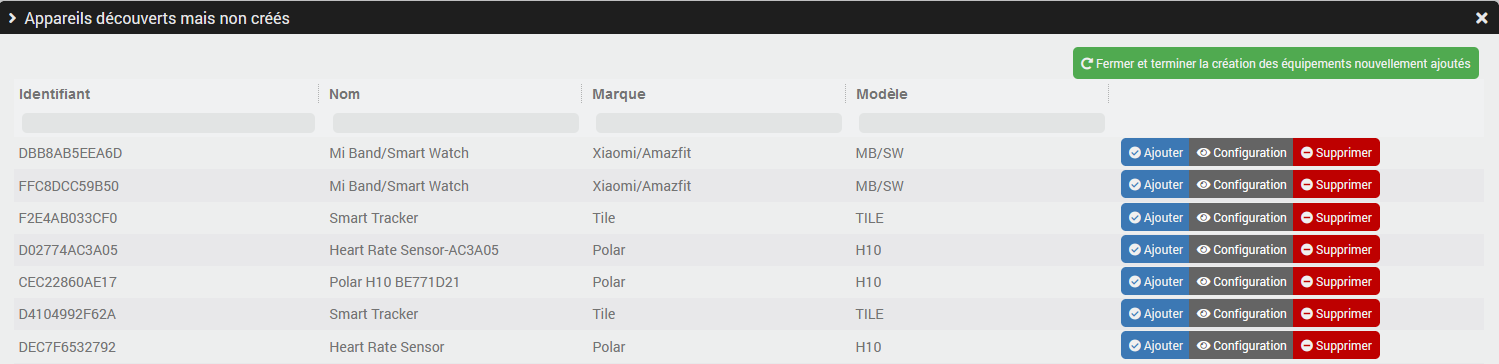 Appareils découverts mais non créés
Fermer et terminer la création des équipements nouvellement ajoutés
Identifiant Nom Marque Modèle
DBB8AB5EEA6D Mi Band/Smart Watch Xiaomi/Amazfit MB/SW Ajouter Configuration Supprimer
FFC8DCC59B50 Mi Band/Smart Watch Xiaomi/Amazfit MB/SW Ajouter Configuration Supprimer
F2E4AB033CF0 Smart Tracker Tile TILE Ajouter Configuration Supprimer
D02774AC3A05 Heart Rate Sensor-AC3A05 Polar H10 Ajouter Configuration Supprimer
CEC22860AE17 Polar H10 BE771D21 Polar H10 Ajouter Configuration Supprimer
D4104992F62A Smart Tracker Tile TILE Ajouter Configuration Supprimer
DEC7F6532792 Heart Rate Sensor Polar H10 Ajouter Configuration Supprimer